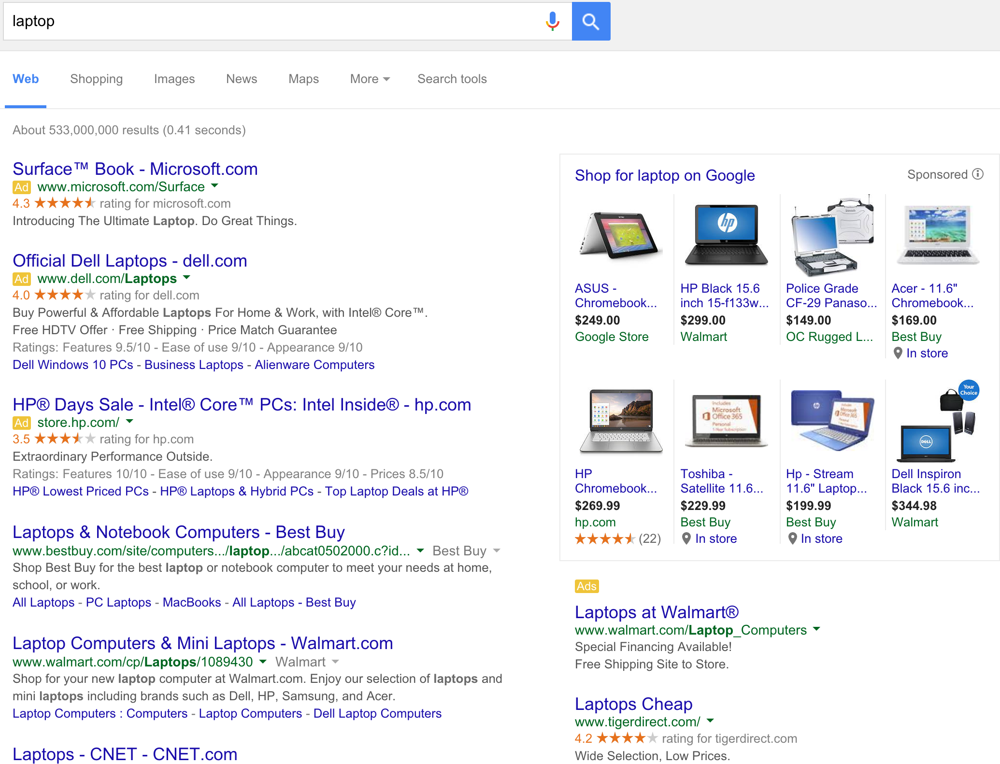 laptop
Web Shopping Images News Maps More Search tools
About 533,000,000 results (0.41 seconds)
Surface™ Book - Microsoft.com
Ad www.microsoft.com/Surface
4.3 rating for microsoft.com
Introducing The Ultimate Laptop. Do Great Things.
Official Dell Laptops - dell.com
Ad www.dell.com/Laptops
4.0 rating for dell.com
Buy Powerful & Affordable Laptops For Home & Work, with Intel® Core™.
Free HDTV Offer · Free Shipping · Price Match Guarantee
Ratings: Features 9.5/10 - Ease of use 9/10 - Appearance 9/10
Dell Windows 10 PCs - Business Laptops - Alienware Computers
HP® Days Sale - Intel® Core™ PCs: Intel Inside® - hp.com
Ad store.hp.com/
3.5 rating for hp.com
Extraordinary Performance Outside.
Ratings: Features 10/10 - Ease of use 9/10 - Appearance 9/10 - Prices 8.5/10
HP® Lowest Priced PCs - HP® Laptops & Hybrid PCs - Top Laptop Deals at HP®
Laptops & Notebook Computers - Best Buy
www.bestbuy.com/site/computers.../laptop.../abcat0502000.c?id... Best Buy
Shop Best Buy for the best laptop or notebook computer to meet your needs at home,
school, or work.
All Laptops - PC Laptops - MacBooks - All Laptops - Best Buy
Laptop Computers & Mini Laptops - Walmart.com
www.walmart.com/cp/Laptops/1089430 Walmart
Shop for your new laptop computer at Walmart.com. Enjoy our selection of laptops and
mini laptops including brands such as Dell, HP, Samsung, and Acer.
Laptop Computers : Computers - Laptop Computers - Dell Laptop Computers
Laptops - CNET - CNET.com
Shop for laptop on Google Sponsored
hp
ASUS -
Chromebook...
$249.00
Google Store
HP Black 15.6
inch 15-f133w...
$299.00
Walmart
Police Grade
CF-29 Panaso...
$149.00
OC Rugged L...
Acer - 11.6"
Chromebook...
$169.00
Best Buy
In store
HP
Chromebook...
$269.99
hp.com
(22)
Includes
Microsoft
Office 365
Personal
1-Year Subscription
Toshiba -
Satellite 11.6...
$229.99
Best Buy
In store
hp
Includes
Microsoft
Office 365
Personal
Hp - Stream
11.6" Laptop...
$199.99
Best Buy
In store
Your
Choice
DELL
Dell Inspiron
Black 15.6 inc...
$344.98
Walmart
Ads
Laptops at Walmart®
www.walmart.com/Laptop_Computers
Special Financing Available!
Free Shipping Site to Store.
Laptops Cheap
www.tigerdirect.com/
4.2 rating for tigerdirect.com
Wide Selection, Low Prices.